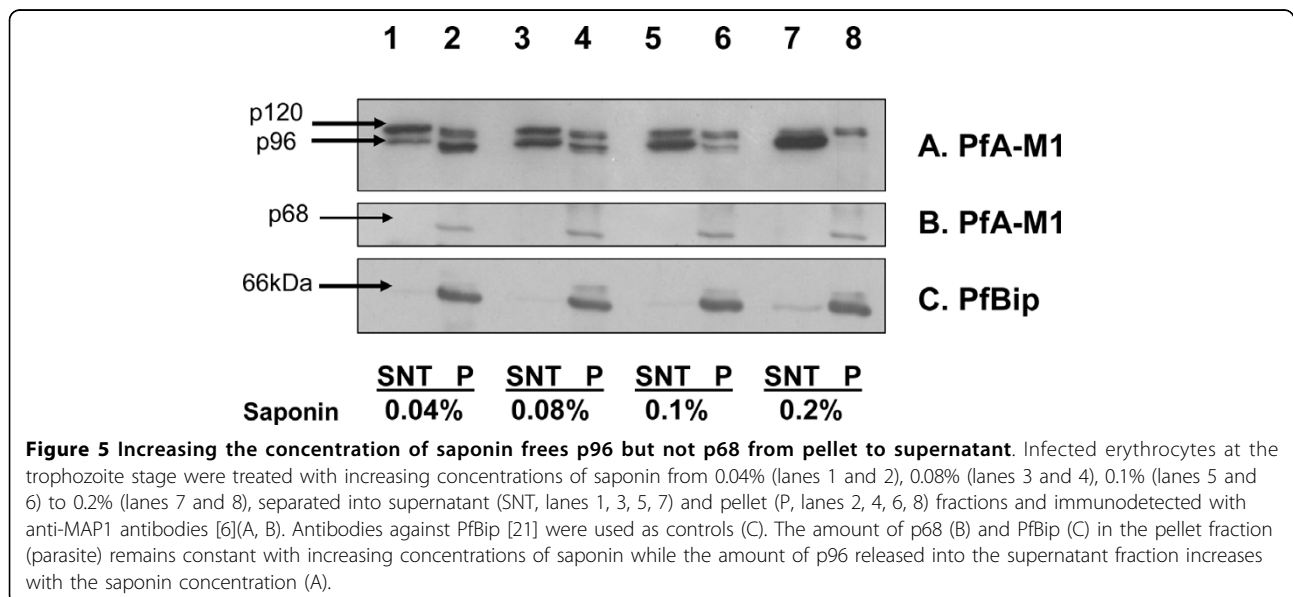 1 2 3 4 5 6 7 8
p120
p96
A. PfA-M1
p68
B. PfA-M1
66kDa
C. PfBip
SNT P SNT P SNT P SNT P
Saponin 0.04% 0.08% 0.1% 0.2%
Figure 5 Increasing the concentration of saponin frees p96 but not p68 from pellet to supernatant. Infected erythrocytes at the
trophozoite stage were treated with increasing concentrations of saponin from 0.04% (lanes 1 and 2), 0.08% (lanes 3 and 4), 0.1% (lanes 5 and
6) to 0.2% (lanes 7 and 8), separated into supernatant (SNT, lanes 1, 3, 5, 7) and pellet (P, lanes 2, 4, 6, 8) fractions and immunodetected with
anti-MAP1 antibodies [6](A, B). Antibodies against PfBip [21] were used as controls (C). The amount of p68 (B) and PfBip (C) in the pellet fraction
(parasite) remains constant with increasing concentrations of saponin while the amount of p96 released into the supernatant fraction increases
with the saponin concentration (A).